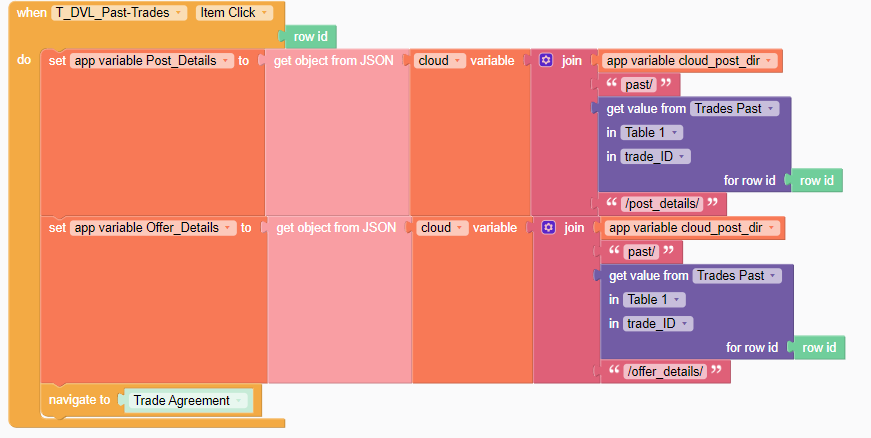 when T_DVL_Past-Trades Item Click
row id
do set app variable Post_Details to get object from JSON cloud variable join app variable cloud_post_dir
“ past/ ”
get value from Trades Past
in Table 1
in trade_ID
for row id row id
“ /post_details/ ”
set app variable Offer_Details to get object from JSON cloud variable join app variable cloud_post_dir
“ past/ ”
get value from Trades Past
in Table 1
in trade_ID
for row id row id
“ /offer_details/ ”
navigate to Trade Agreement